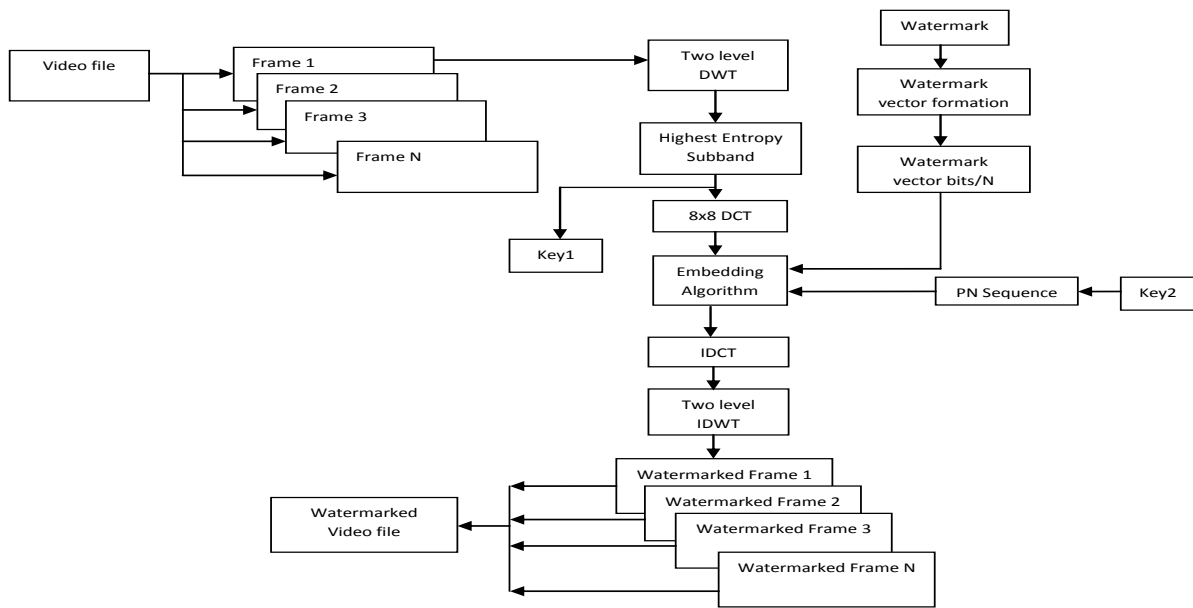 Video file
Frame 1
Frame 2
Frame 3
Frame N
Two level
DWT
Highest Entropy
Subband
Key1
8x8 DCT
Watermark
Watermark
vector formation
Watermark
vector bits/N
Embedding
Algorithm
PN Sequence
Key2
IDCT
Two level
IDWT
Watermarked Frame 1
Watermarked Frame 2
Watermarked Frame 3
Watermarked Frame N
Watermarked
Video file